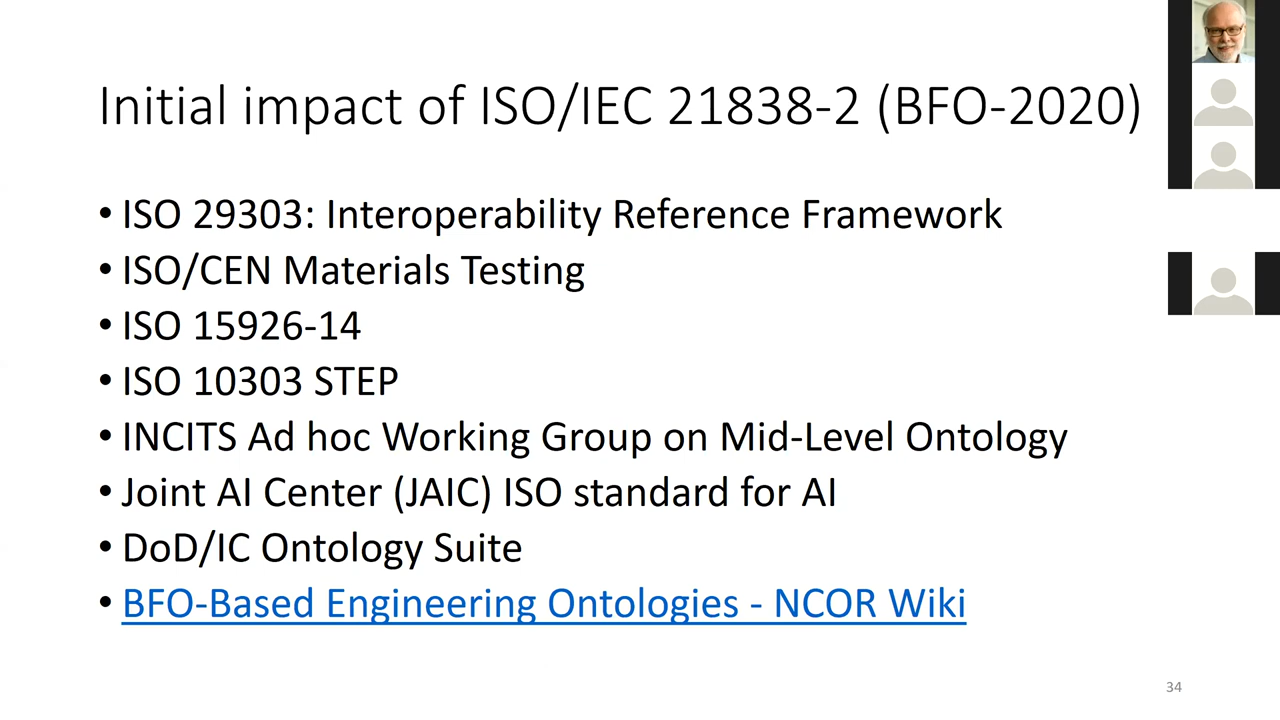 Initial impact of ISO/IEC 21838-2 (BFO-2020)
• ISO 29303: Interoperability Reference Framework
• ISO/CEN Materials Testing
• ISO 15926-14
• ISO 10303 STEP
• INCITS Ad hoc Working Group on Mid-Level Ontology
• Joint AI Center (JAIC) ISO standard for AI
• DoD/IC Ontology Suite
• BFO-Based Engineering Ontologies - NCOR Wiki
34